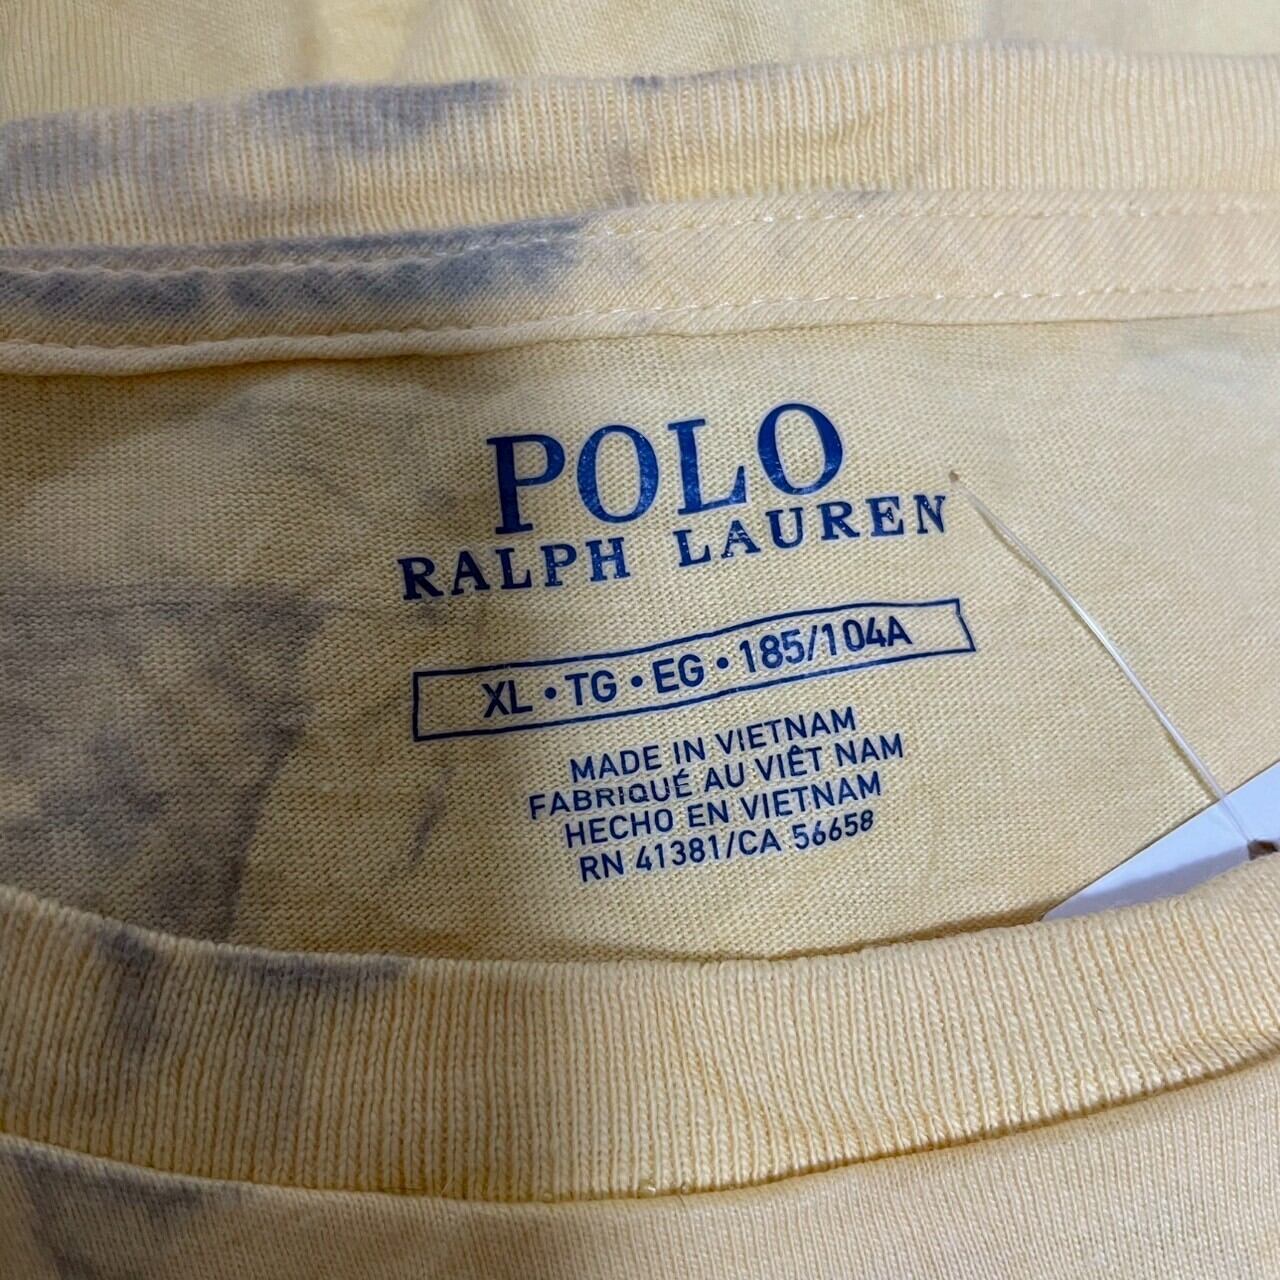 POLO
RALPH LAUREN
XL • TG • EG • 185/104A
MADE IN VIETNAM
FABRIQUÉ AU VIÊT NAM
HECHO EN VIETNAM
RN 41381/CA 56658